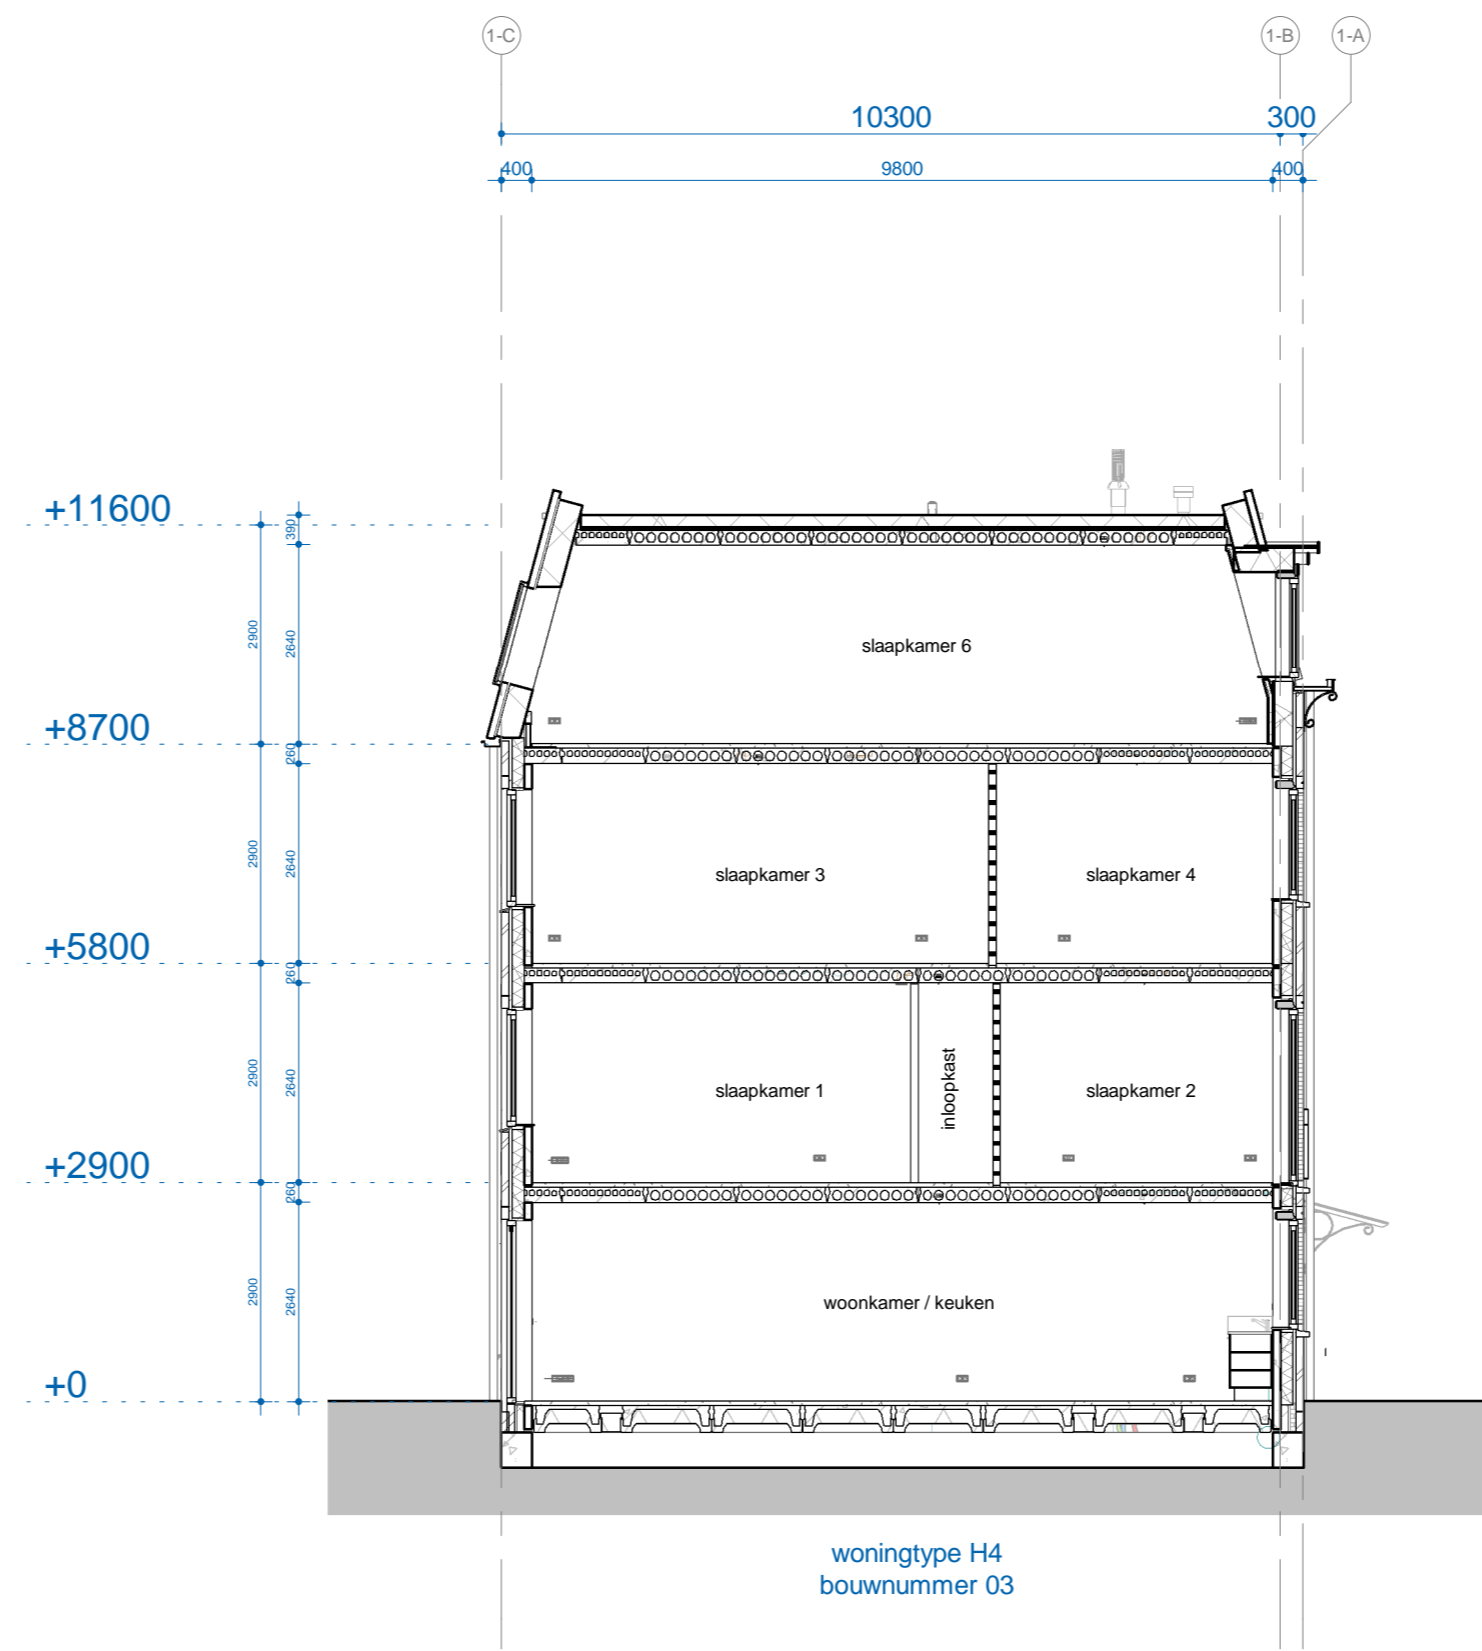 1-C 1-B 1-A
10300 300
400 9800 400
+11600
390
2900 2640
slaapkamer 6
+8700
260
2900 2640
slaapkamer 3 slaapkamer 4
+5800
260
2900 2640
slaapkamer 1 inloopkast slaapkamer 2
+2900
260
2900 2640
woonkamer / keuken
+0
woningtype H4
bouwnummer 03